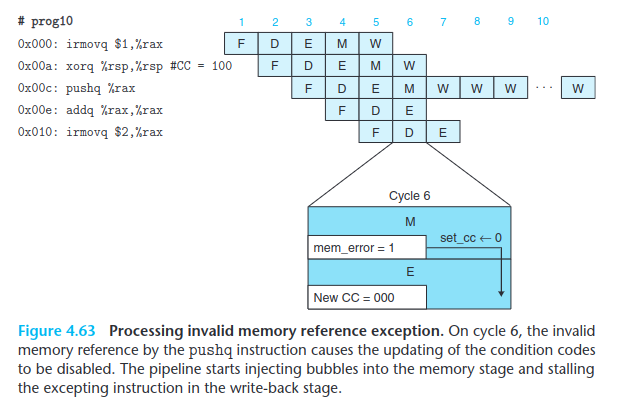 # prog10 1 2 3 4 5 6 7 8 9 10
0x000: irmovq $1,%rax F D E M W
0x00a: xorq %rsp,%rsp #CC = 100 F D E M W
0x00c: pushq %rax F D E M W W W ... W
0x00e: addq %rax,%rax F D E
0x010: irmovq $2,%rax F D E
Cycle 6
M
set_cc ← 0
mem_error = 1
E
New CC = 000
Figure 4.63 Processing invalid memory reference exception. On cycle 6, the invalid
memory reference by the pushq instruction causes the updating of the condition codes
to be disabled. The pipeline starts injecting bubbles into the memory stage and stalling
the excepting instruction in the write-back stage.